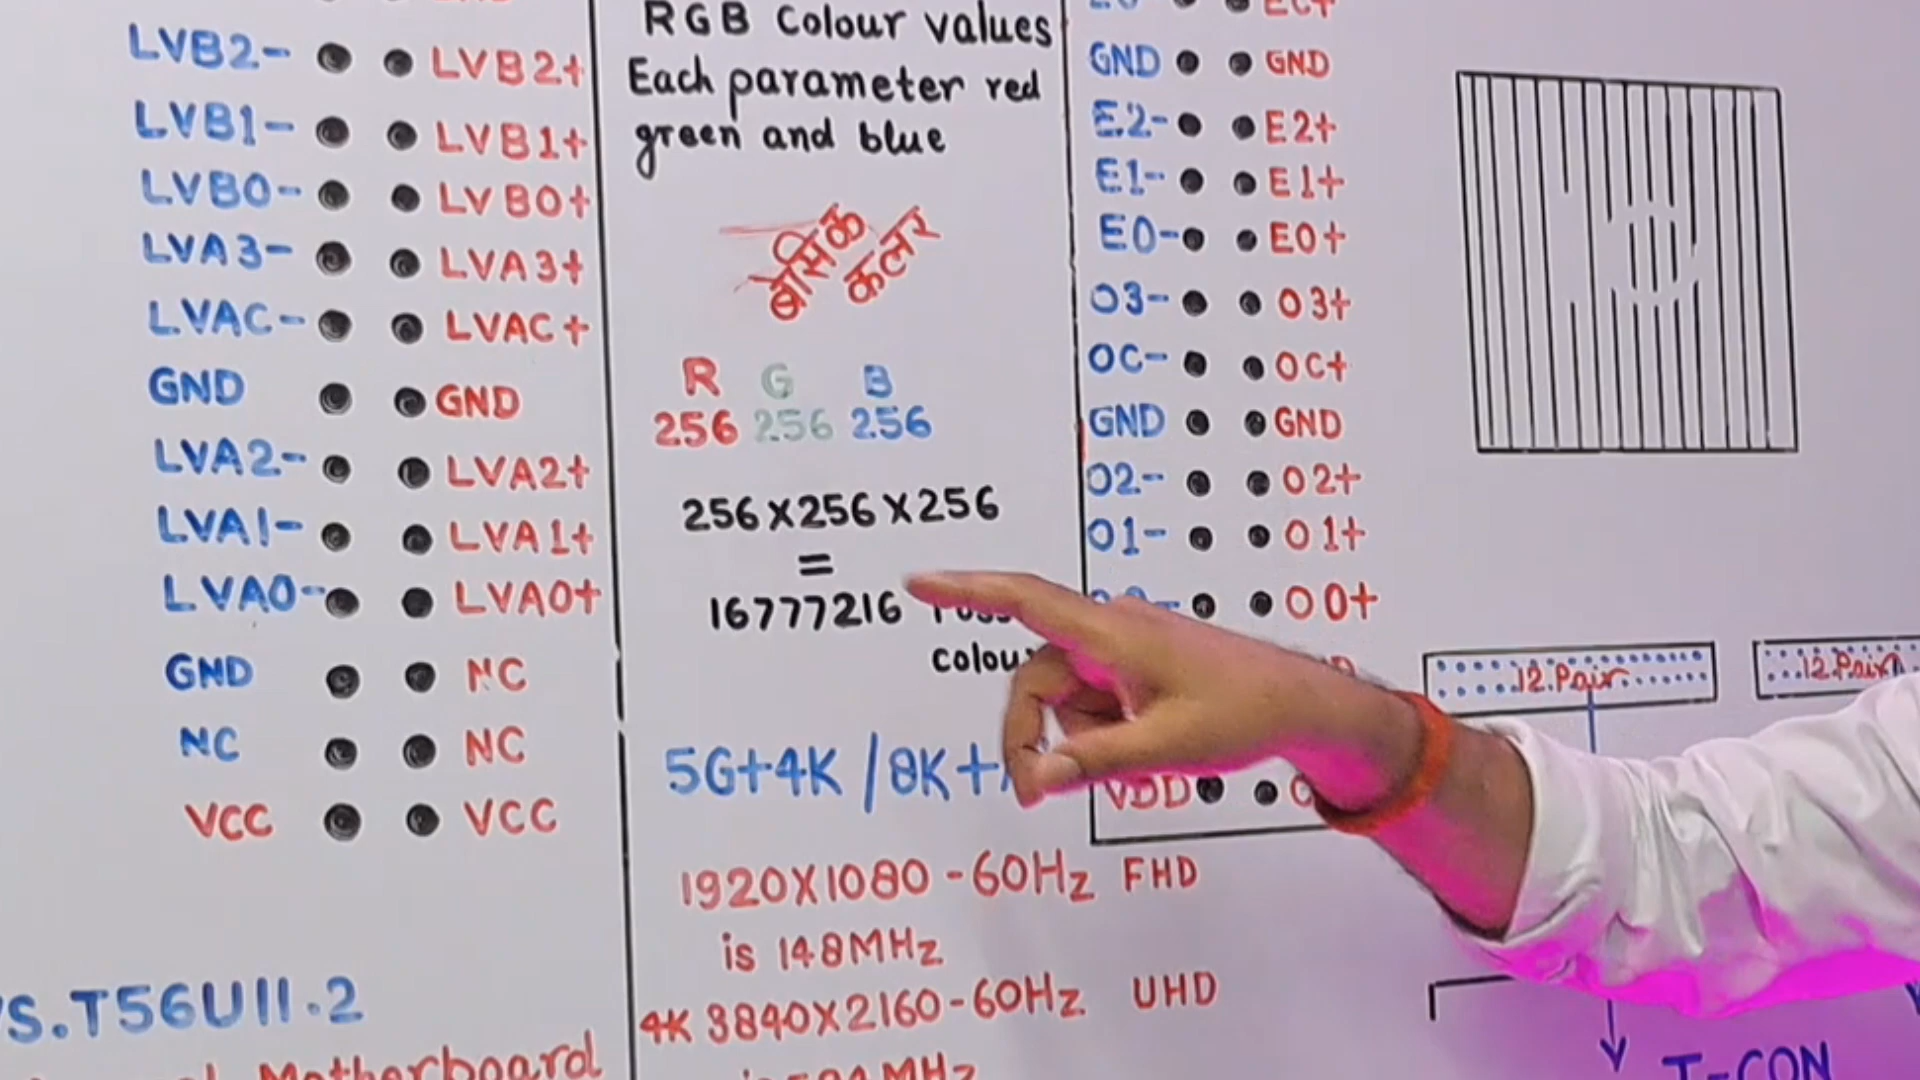 LVB2- LVB2+
LVB1- LVB1+
LVB0- LVB0+
LVA3- LVA3+
LVAC- LVAC+
GND GND
LVA2- LVA2+
LVA1- LVA1+
LVA0- LVA0+
GND NC
NC NC
VCC VCC
VS.T56U11.2
Motherboard
RGB Colour values
Each parameter red
green and blue
बेसिक
कलर
R G B
256 256 256
256X256X256
=
16777216
5G+4K/8K+
1920X1080-60Hz FHD
is 148MHz
4K 3840X2160-60Hz UHD
MHz
EC+
GND GND
E2- E2+
E1- E1+
E0- E0+
O3- O3+
OC- OC+
GND GND
O2- O2+
O1- O1+
O0+
VDD
12.Pair
12.Pair
T-CON